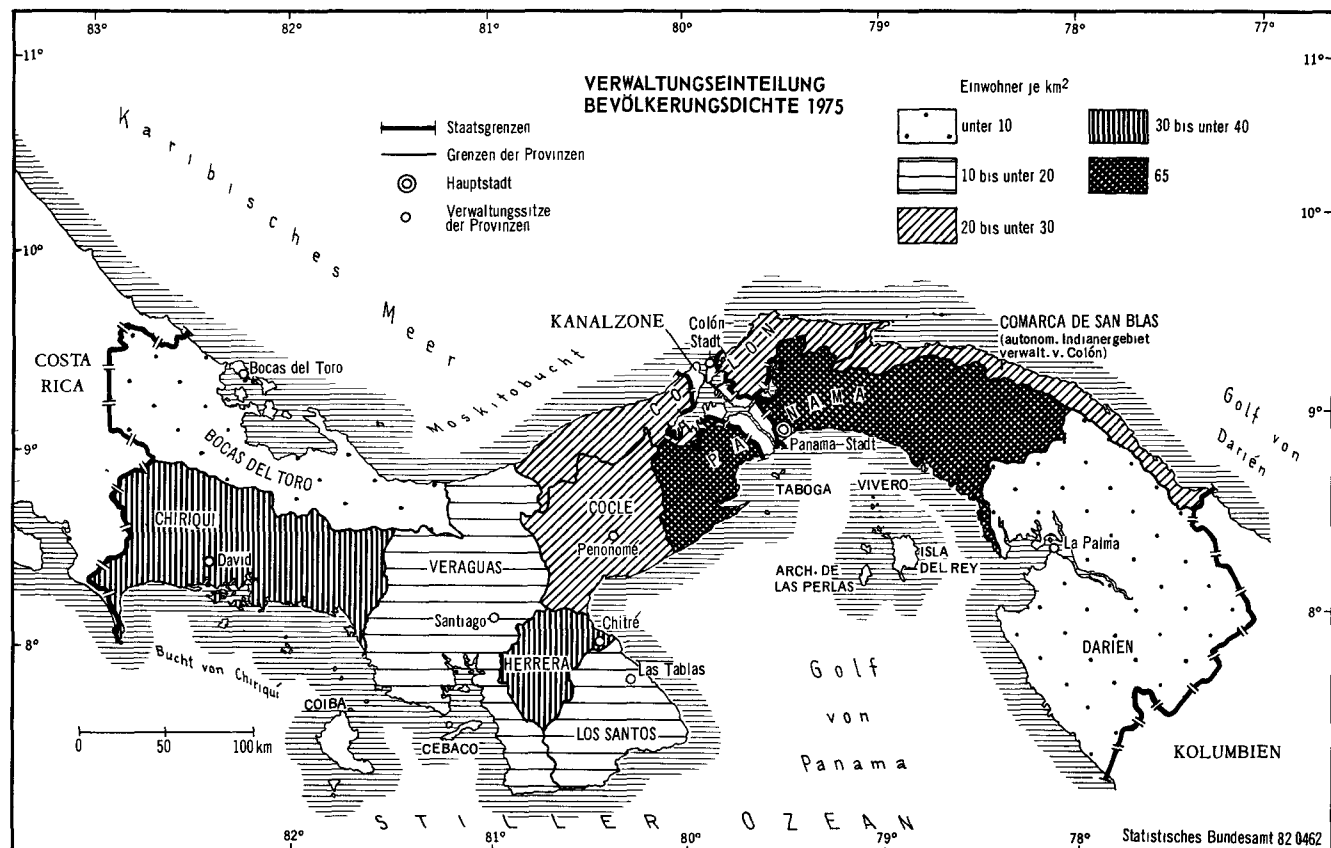 83° 82° 81° 80° 79° 78° 77°
11° 11°
VERWALTUNGSEINTEILUNG
BEVÖLKERUNGSDICHTE 1975
Staatsgrenzen
Grenzen der Provinzen
Hauptstadt
Verwaltungssitze
der Provinzen
Einwohner je km²
unter 10
10 bis unter 20
20 bis unter 30
30 bis unter 40
65
10° 10°
Karibisches Meer
COSTA
RICA
Bocas del Toro
Moskitobucht
KANALZONE
Colón-
Stadt
COLON
COMARCA DE SAN BLAS
(autonom. Indianergebiet
verwalt. v. Colón)
Golf von
Darién
9° 9°
BOCAS DEL TORO
PANAMA
Panama-Stadt
CHIRIQUI
David
VERAGUAS
COCLE
Penonomé
TABOGA
VIVERO
ISLA
DEL REY
ARCH. DE
LAS PERLAS
La Palma
8° 8°
Santiago
Chitré
HERRERA
Las Tablas
DARIEN
Bucht von Chiriquí
COIBA
CEBACO
LOS SANTOS
Golf
von
Panama
KOLUMBIEN
0 50 100 km
STILLER OZEAN
82° 81° 80° 79° 78°
Statistisches Bundesamt 82 0462